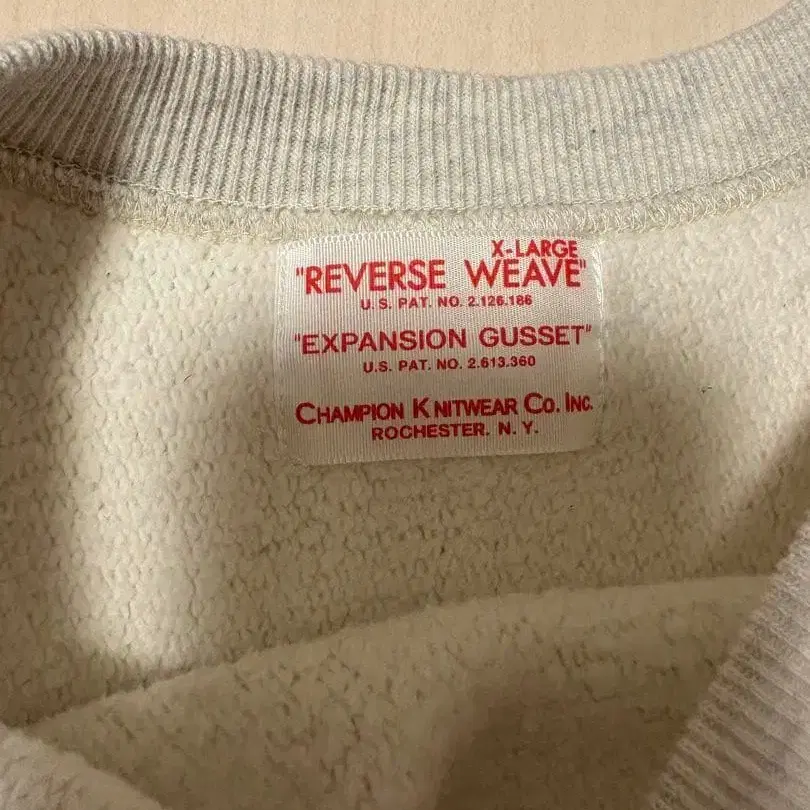 X-LARGE
"REVERSE WEAVE"
U. S. PAT. NO. 2.126.186
"EXPANSION GUSSET"
U.S. PAT. NO. 2.613.360
CHAMPION KNITWEAR CO. INC.
ROCHESTER. N. Y.